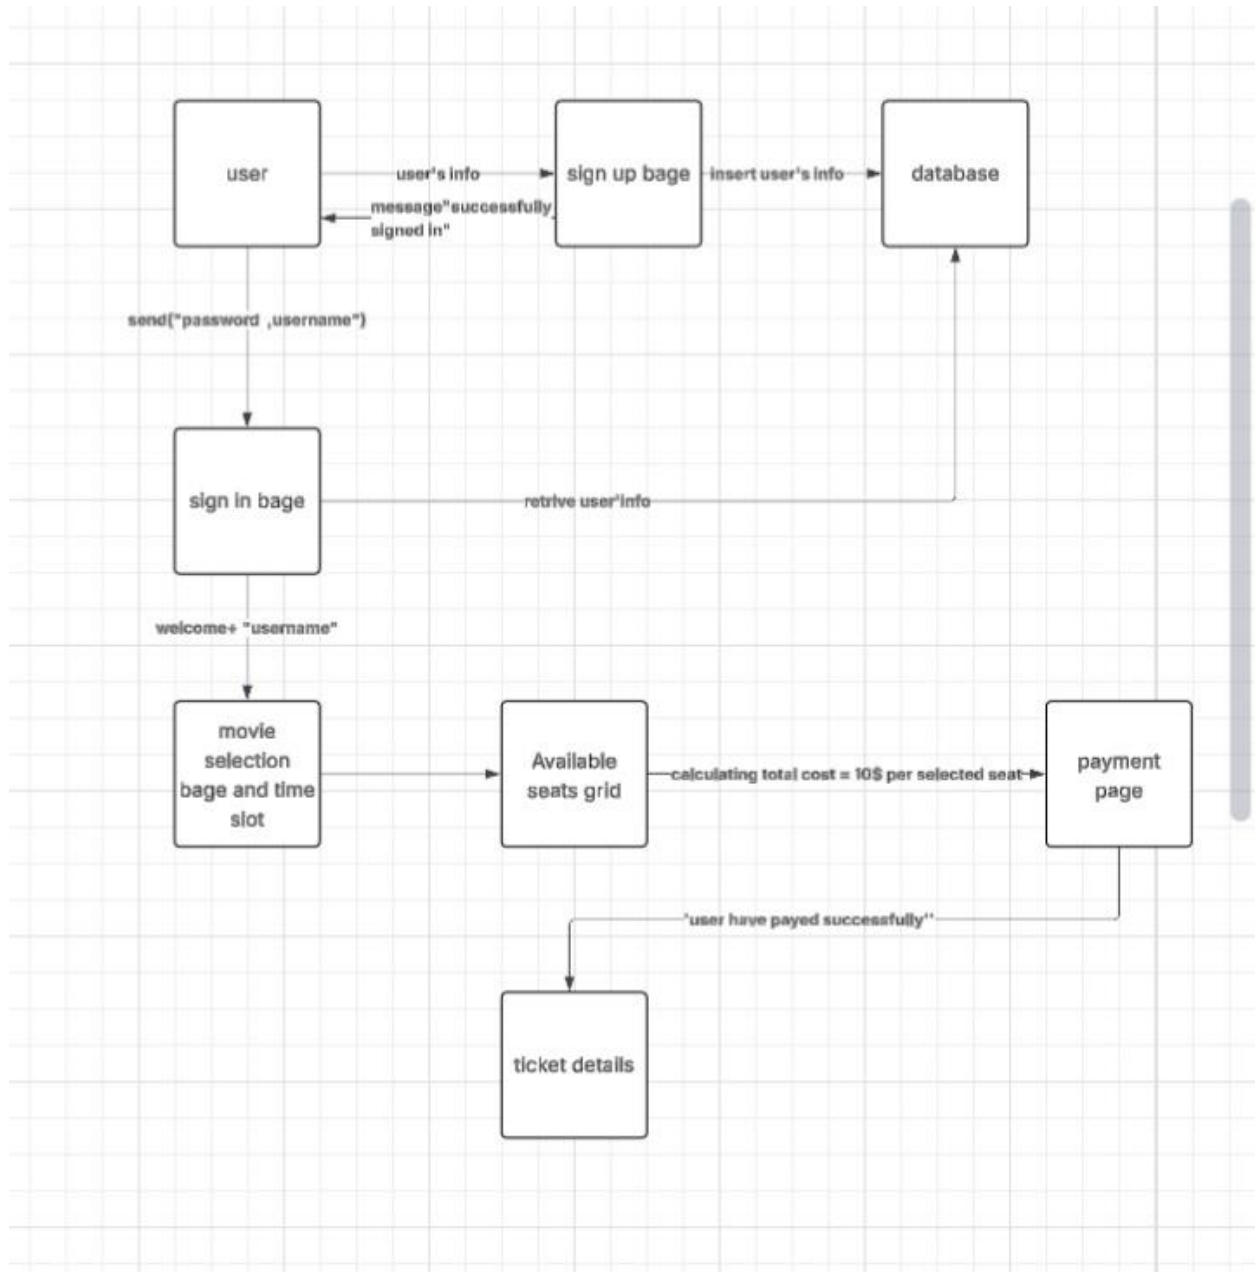 user
user's info
sign up bage
insert user's info
database
message"successfully
signed in"
send("password ,username")
sign in bage
retrive user'info
welcome+ "username"
movie
selection
bage and time
slot
Available
seats grid
calculating total cost = 10$ per selected seat
payment
page
"user have payed successfully"
ticket details